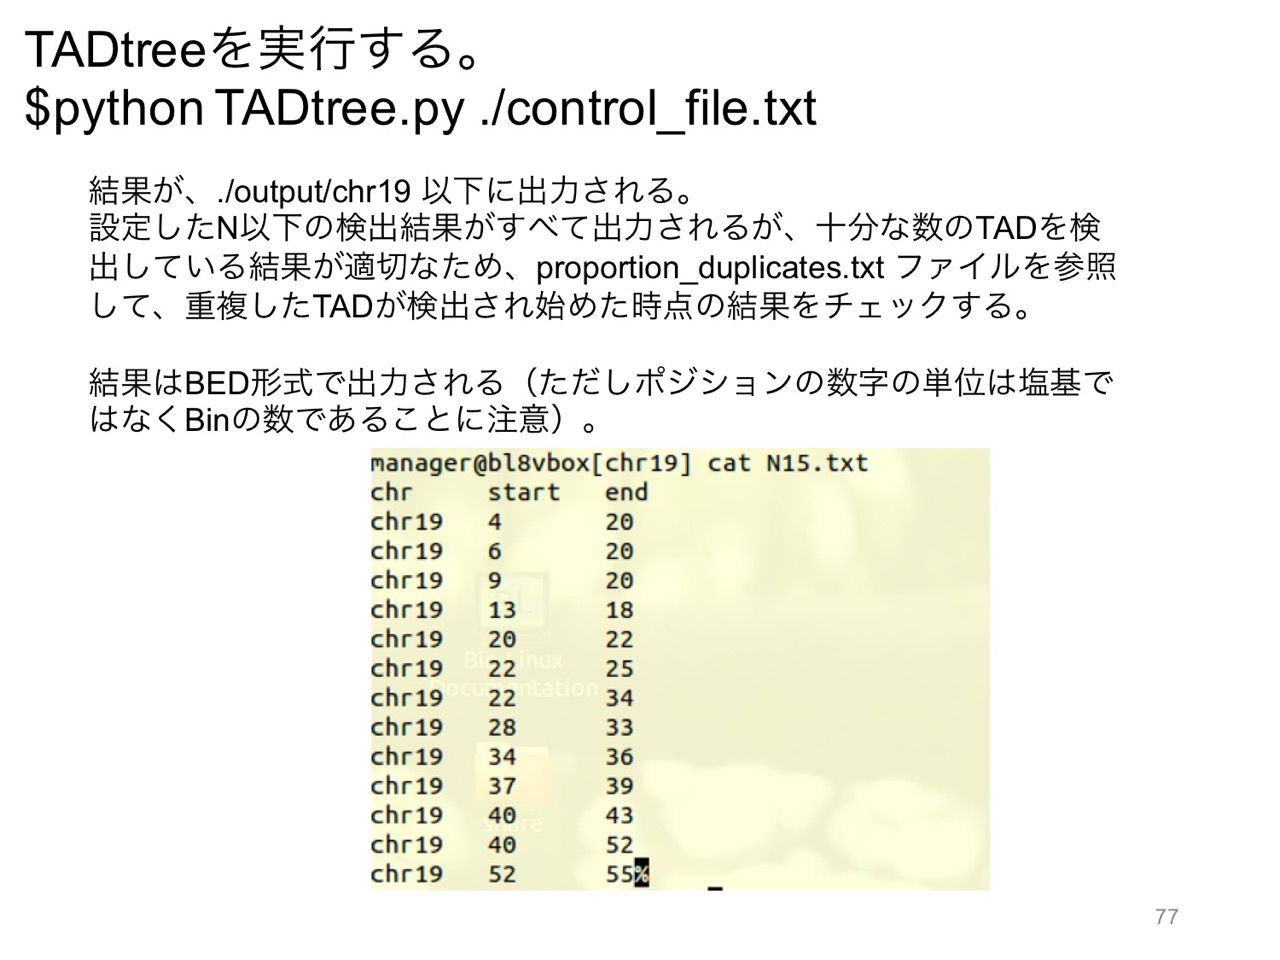 TADtreeを実行する。
$python TADtree.py ./control_file.txt
結果が、./output/chr19 以下に出力される。
設定したN以下の検出結果がすべて出力されるが、十分な数のTADを検
出している結果が適切なため、proportion_duplicates.txt ファイルを参照
して、重複したTADが検出され始めた時点の結果をチェックする。
結果はBED形式で出力される（ただしポジションの数字の単位は塩基で
はなくBinの数であることに注意）。
manager@bl8vbox[chr19] cat N15.txt
chr start end
chr19 4 20
chr19 6 20
chr19 9 20
chr19 13 18
chr19 20 22
Bio Linux
chr19 22 25
Documentation
chr19 22 34
chr19 28 33
chr19 34 36
chr19 37 39
chr19 40 43
share
chr19 40 52
chr19 52 55%
77